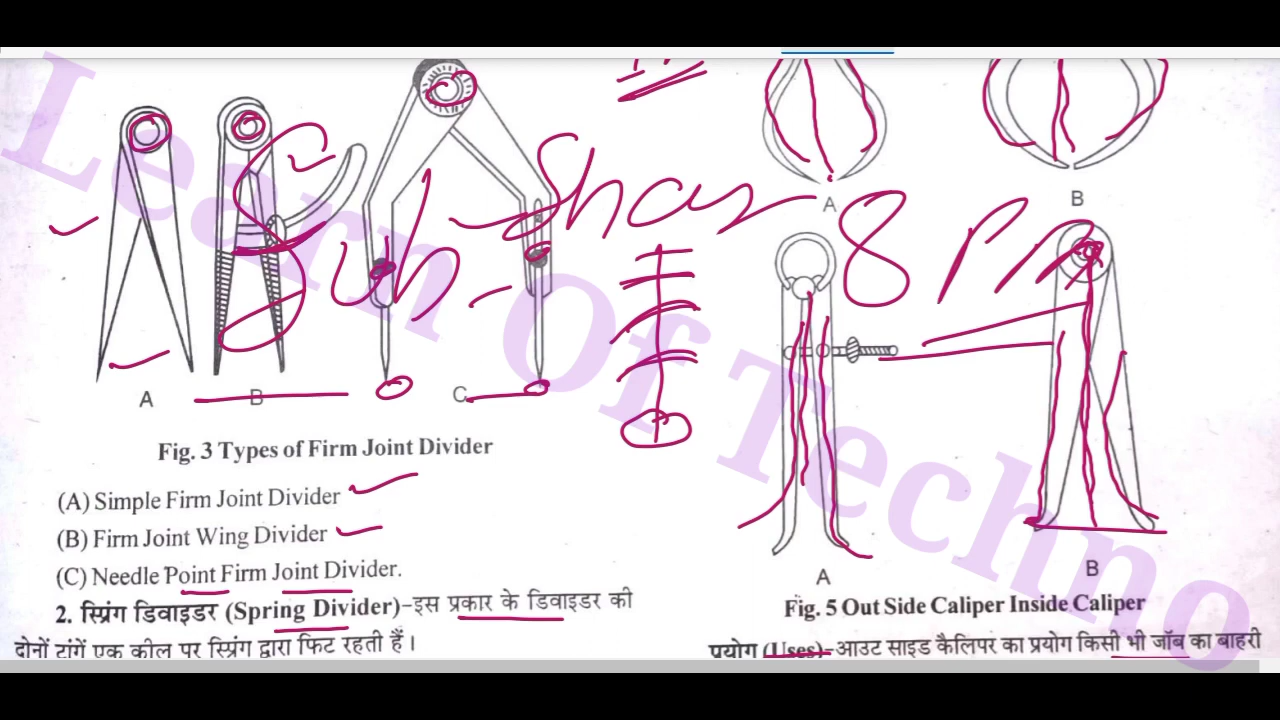 A B C
Fig. 3 Types of Firm Joint Divider
(A) Simple Firm Joint Divider
(B) Firm Joint Wing Divider
(C) Needle Point Firm Joint Divider.
2. स्प्रिंग डिवाइडर (Spring Divider)-इस प्रकार के डिवाइडर की
दोनों टांगें एक कील पर स्प्रिंग द्वारा फिट रहती हैं।
A B
A B
Fig. 5 Out Side Caliper Inside Caliper
प्रयोग (Uses)-आउट साइड कैलिपर का प्रयोग किसी भी जॉब का बाहरी
Learn Of Techno
8 PM